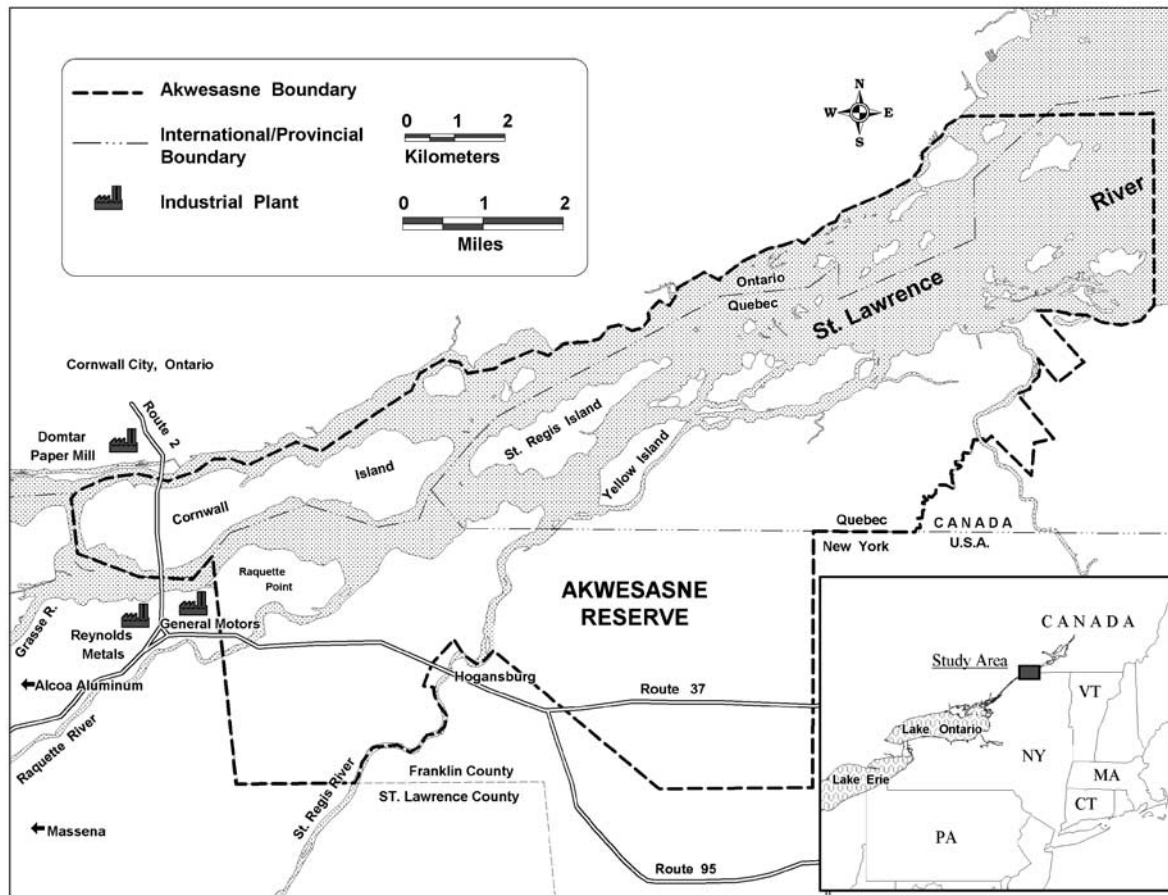 Akwesasne Boundary
International/Provincial
Boundary
Industrial Plant
0 1 2
Kilometers
0 1 2
Miles
N
W E
S
River
Ontario
Quebec
St. Lawrence
Cornwall City, Ontario
Route 2
Domtar
Paper Mill
St. Regis Island
Island
Yellow Island
Cornwall
Quebec
CANADA
New York
U.S.A.
Raquette
Point
AKWESASNE
RESERVE
Grasse R.
Reynolds
Metals
General Motors
Hogansburg
Alcoa Aluminum
Route 37
Raquette River
Franklin County
ST. Lawrence County
St. Regis River
Massena
Route 95
CANADA
Study Area
VT
Lake Ontario
NY
Lake Erie
MA
CT
PA